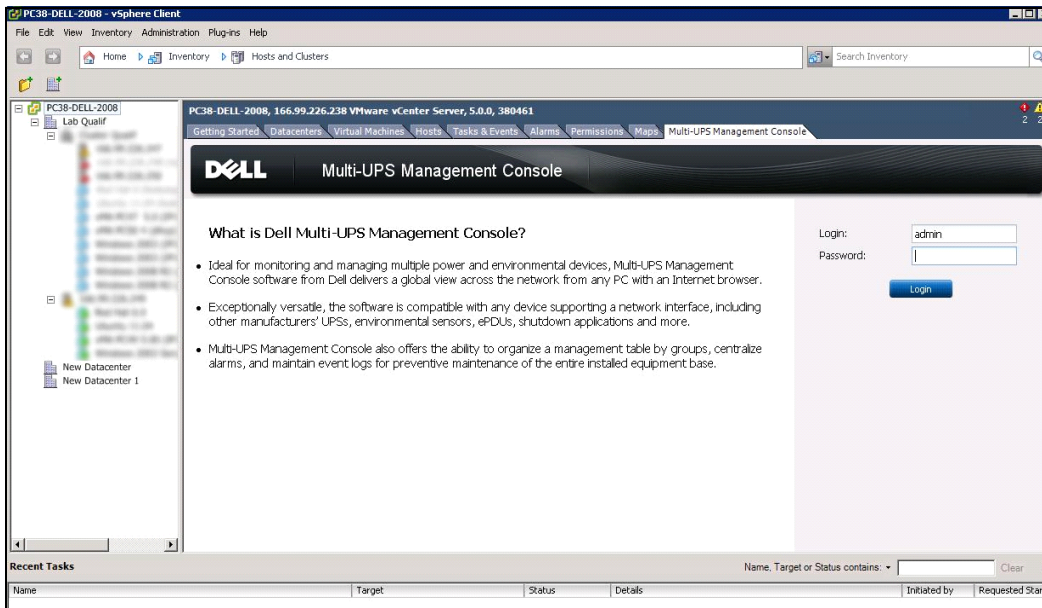 PC38-DELL-2008 - vSphere Client
File Edit View Inventory Administration Plug-ins Help
Home Inventory Hosts and Clusters
Search Inventory
PC38-DELL-2008
Lab Qualif
New Datacenter
New Datacenter 1
PC38-DELL-2008, 166.99.226.238 VMware vCenter Server, 5.0.0, 380461
Getting Started Datacenters Virtual Machines Hosts Tasks & Events Alarms Permissions Maps Multi-UPS Management Console
DELL Multi-UPS Management Console
What is Dell Multi-UPS Management Console?
• Ideal for monitoring and managing multiple power and environmental devices, Multi-UPS Management
Console software from Dell delivers a global view across the network from any PC with an Internet browser.
• Exceptionally versatile, the software is compatible with any device supporting a network interface, including
other manufacturers' UPSs, environmental sensors, ePDUs, shutdown applications and more.
• Multi-UPS Management Console also offers the ability to organize a management table by groups, centralize
alarms, and maintain event logs for preventive maintenance of the entire installed equipment base.
Login: admin
Password:
Login
Recent Tasks
Name, Target or Status contains:
Clear
Name Target Status Details Initiated by Requested Star